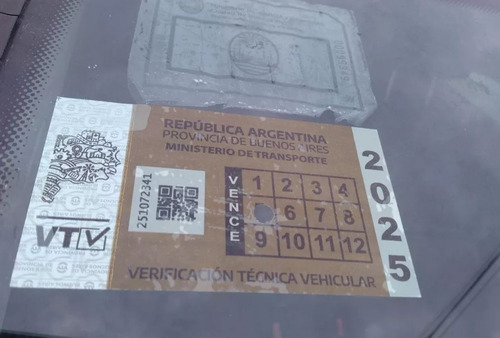 REPÚBLICA ARGENTINA
PROVINCIA DE BUENOS AIRES
MINISTERIO DE TRANSPORTE
251072341
VENCE
1 2 3 4
6 7 8
9 10 11 12
2025
VTV
VERIFICACIÓN TÉCNICA VEHICULAR